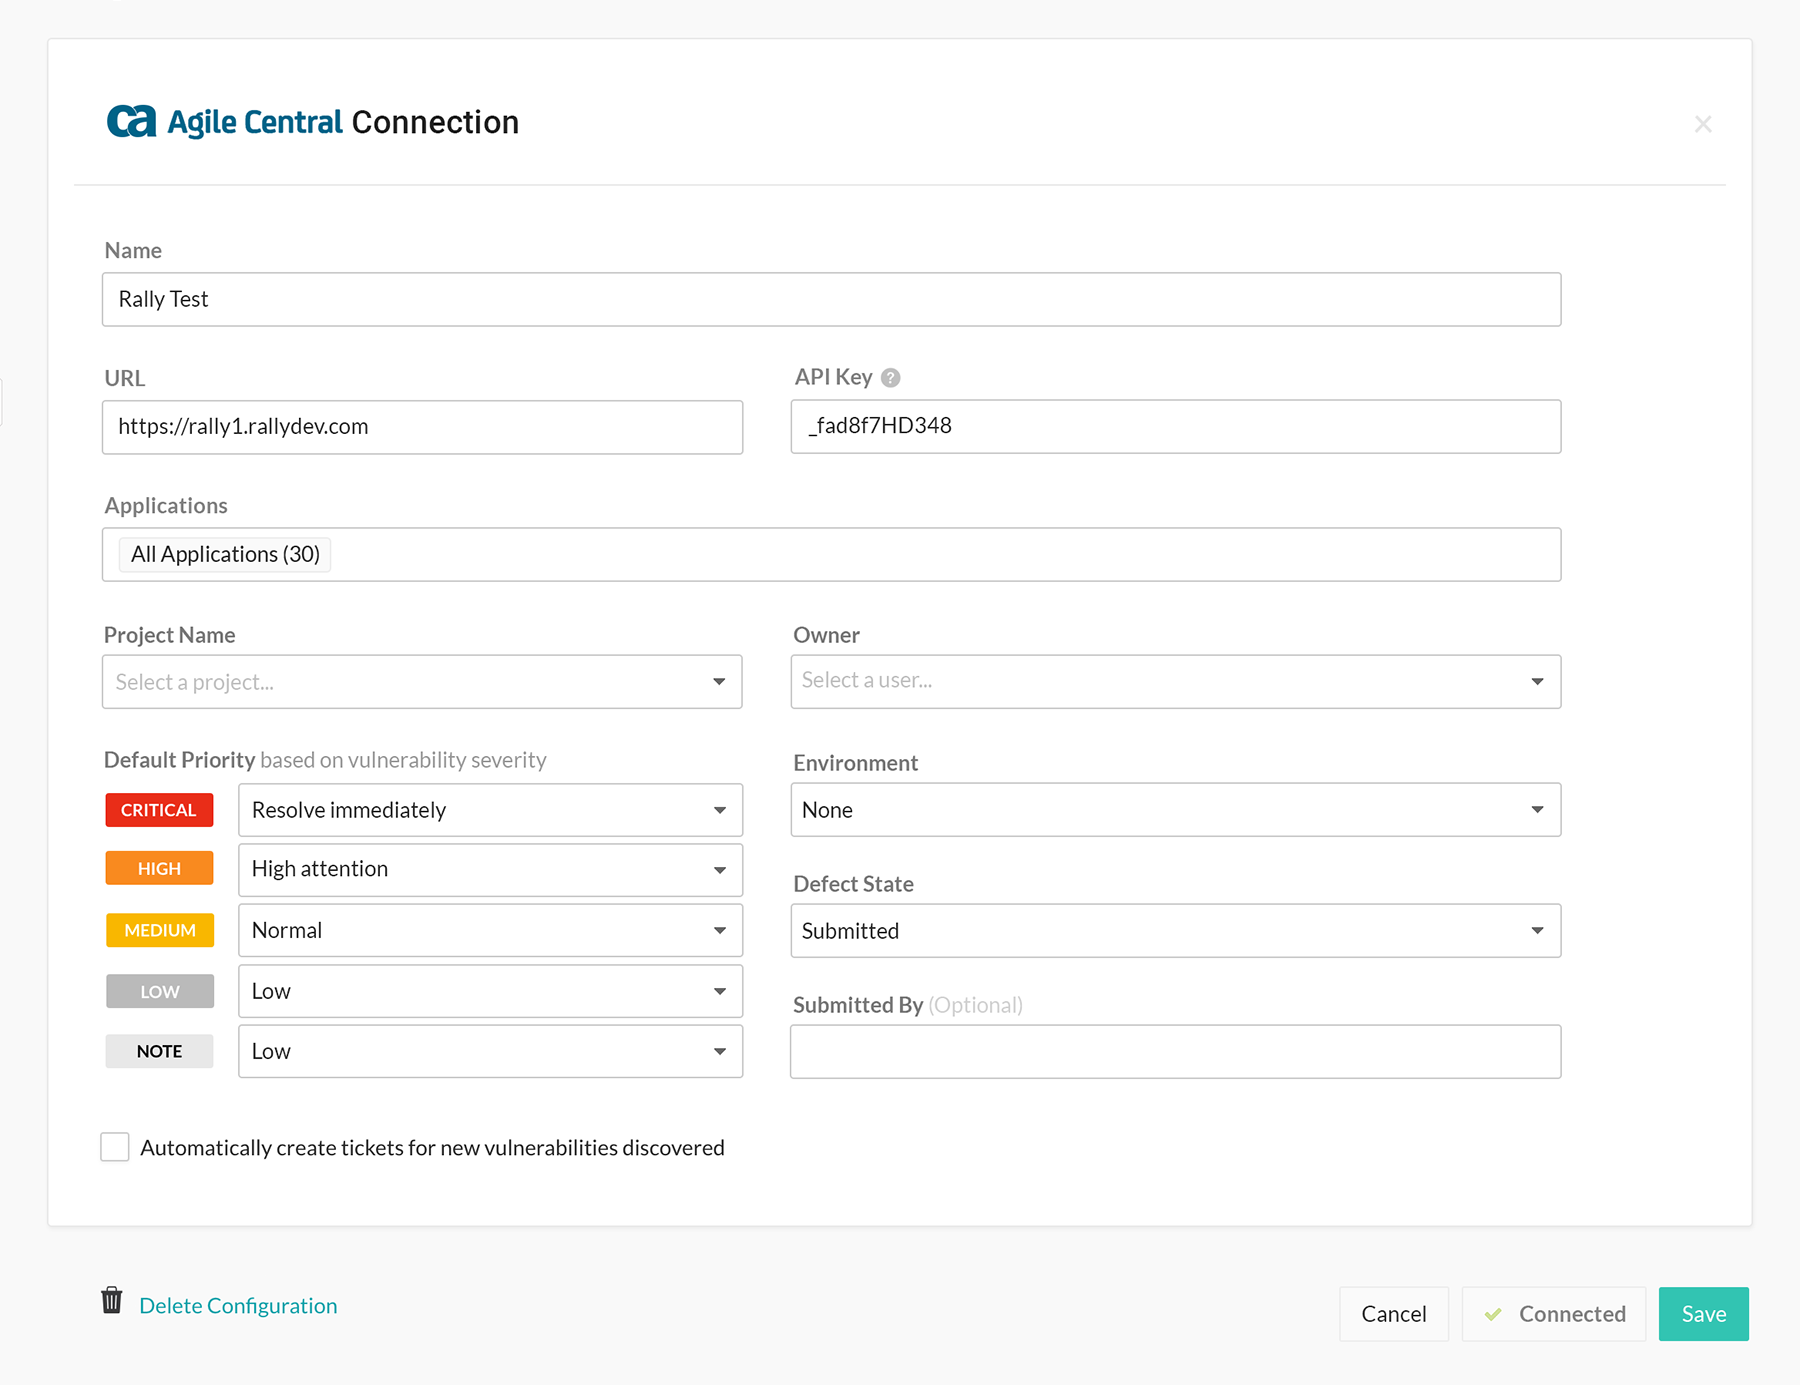 ca Agile Central Connection
Name
Rally Test
URL
API Key ?
https://rally1.rallydev.com
_fad8f7HD348
Applications
All Applications (30)
Project Name
Owner
Select a project...
Select a user...
Default Priority based on vulnerability severity
Environment
CRITICAL Resolve immediately
None
HIGH High attention
Defect State
MEDIUM Normal
Submitted
LOW Low
Submitted By (Optional)
NOTE Low
Automatically create tickets for new vulnerabilities discovered
Delete Configuration
Cancel
Connected
Save